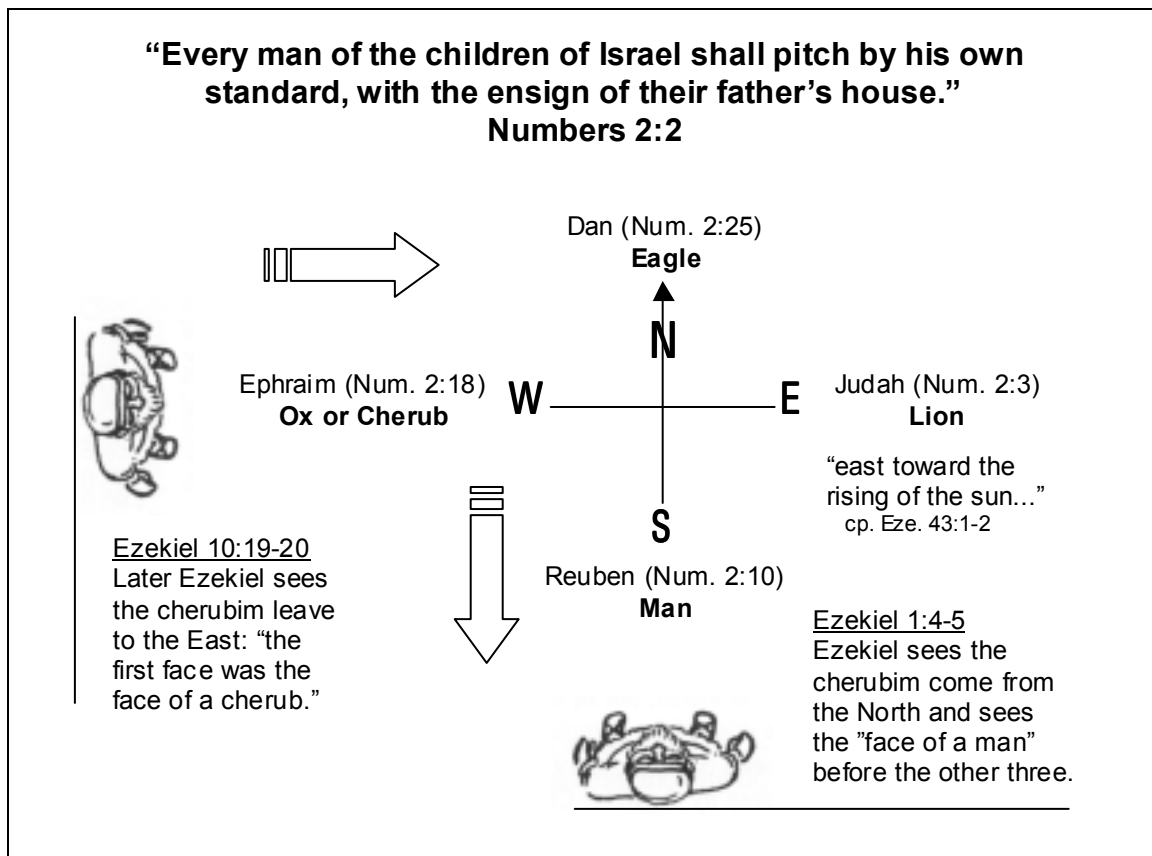 “Every man of the children of Israel shall pitch by his own
standard, with the ensign of their father’s house.”
Numbers 2:2
Dan (Num. 2:25)
Eagle
N
Ephraim (Num. 2:18)
Ox or Cherub
W
E
Judah (Num. 2:3)
Lion
“east toward the
rising of the sun...”
cp. Eze. 43:1-2
S
Reuben (Num. 2:10)
Man
Ezekiel 10:19-20
Later Ezekiel sees
the cherubim leave
to the East: “the
first face was the
face of a cherub.”
Ezekiel 1:4-5
Ezekiel sees the
cherubim come from
the North and sees
the ”face of a man”
before the other three.